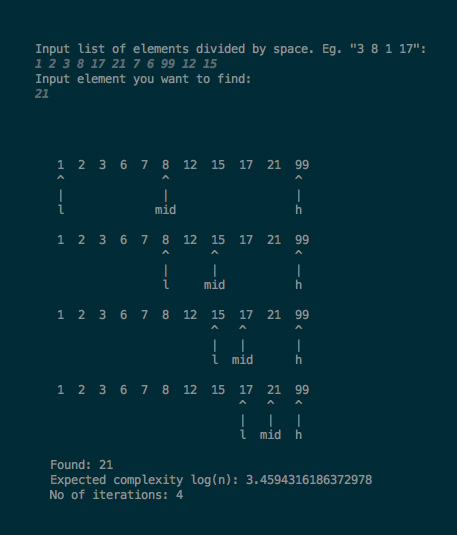 Input list of elements divided by space. Eg. "3 8 1 17":
1 2 3 8 17 21 7 6 99 12 15
Input element you want to find:
21
1 2 3 6 7 8 12 15 17 21 99
^ ^ ^
| | |
l mid h
1 2 3 6 7 8 12 15 17 21 99
^ ^ ^
| | |
l mid h
1 2 3 6 7 8 12 15 17 21 99
^ ^ ^
| | |
l mid h
1 2 3 6 7 8 12 15 17 21 99
^ ^ ^
| | |
l mid h
Found: 21
Expected complexity log(n): 3.4594316186372978
No of iterations: 4